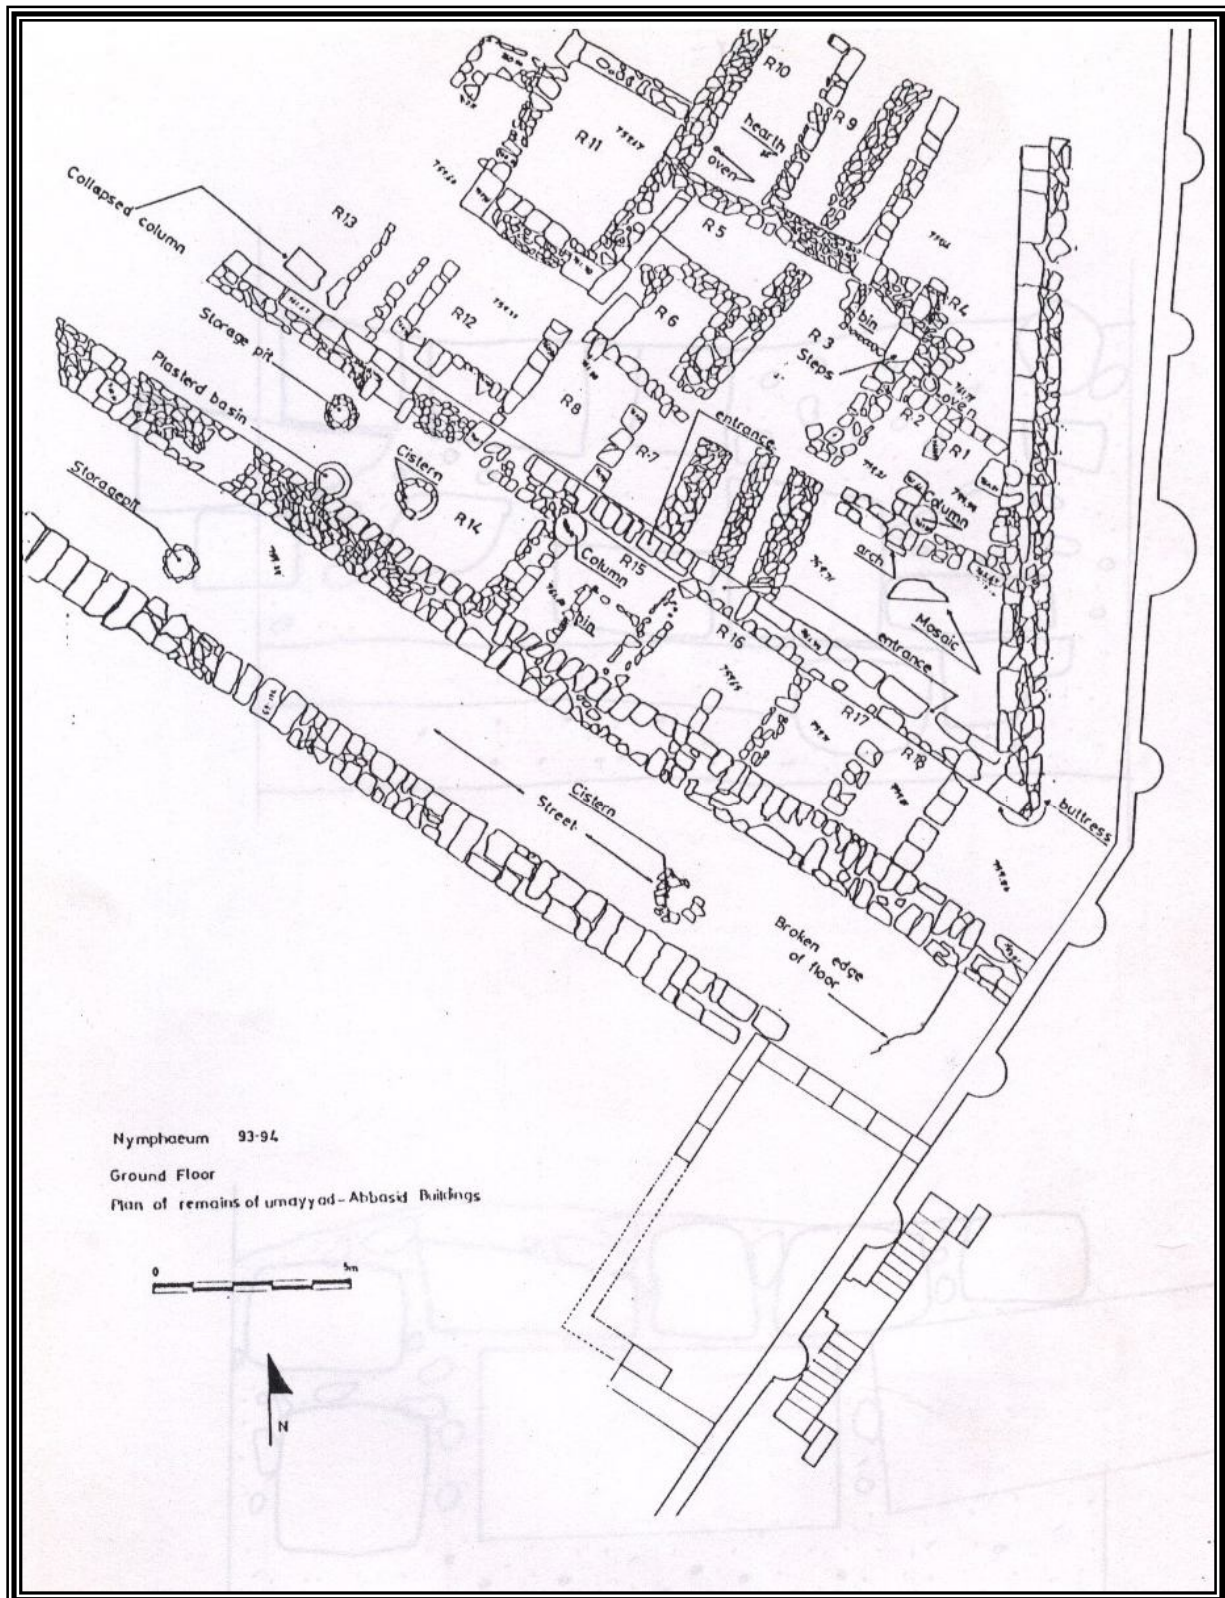 R10
R9
hearth
oven
R11
R5
R13
Collapsed column
R12
R6
R4
bin
R3
Steps
Storage pit
oven
R2
R8
entrance
R1
Plasterd basin
R7
Cistern
Column
Storagepit
R14
arch
R15
Column
Mosaic
bin
R16
entrance
R17
R18
Cistern
Street
buttress
Broken edge
of floor
Nymphaeum 93-94
Ground Floor
Plan of remains of umayyad-Abbasid Buildings
0 5m
N